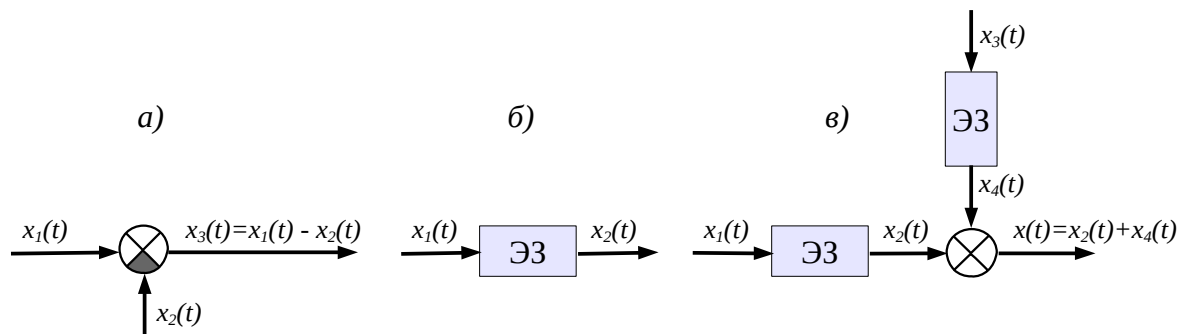 x₃(t)
а)
б)
в)
ЭЗ
x₄(t)
x₁(t)
x₃(t)=x₁(t) - x₂(t)
x₁(t)
x₂(t)
x₁(t)
x₂(t)
x(t)=x₂(t)+x₄(t)
ЭЗ
ЭЗ
x₂(t)